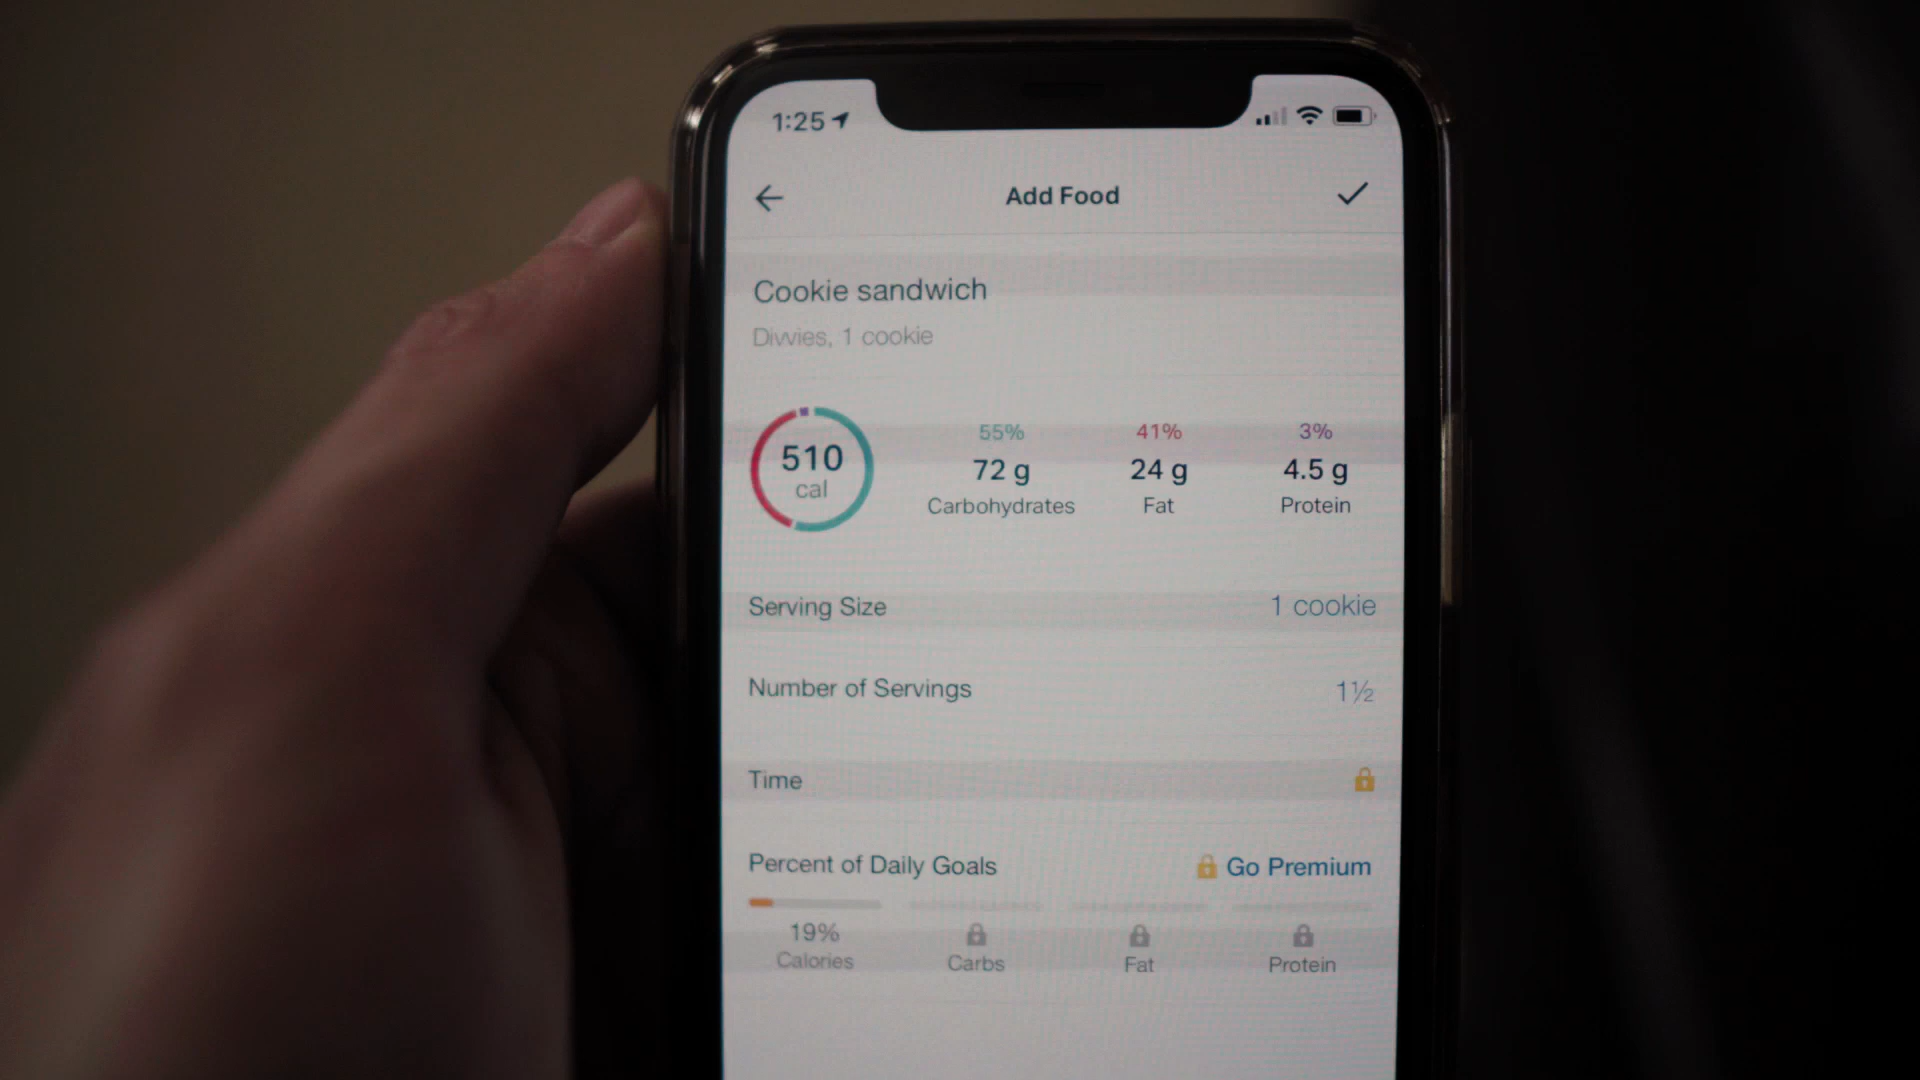 1:25
Add Food
Cookie sandwich
Divvies, 1 cookie
510
cal
55%
72 g
Carbohydrates
41%
24 g
Fat
3%
4.5 g
Protein
Serving Size 1 cookie
Number of Servings 1½
Time
Percent of Daily Goals Go Premium
19%
Calories
Carbs
Fat
Protein